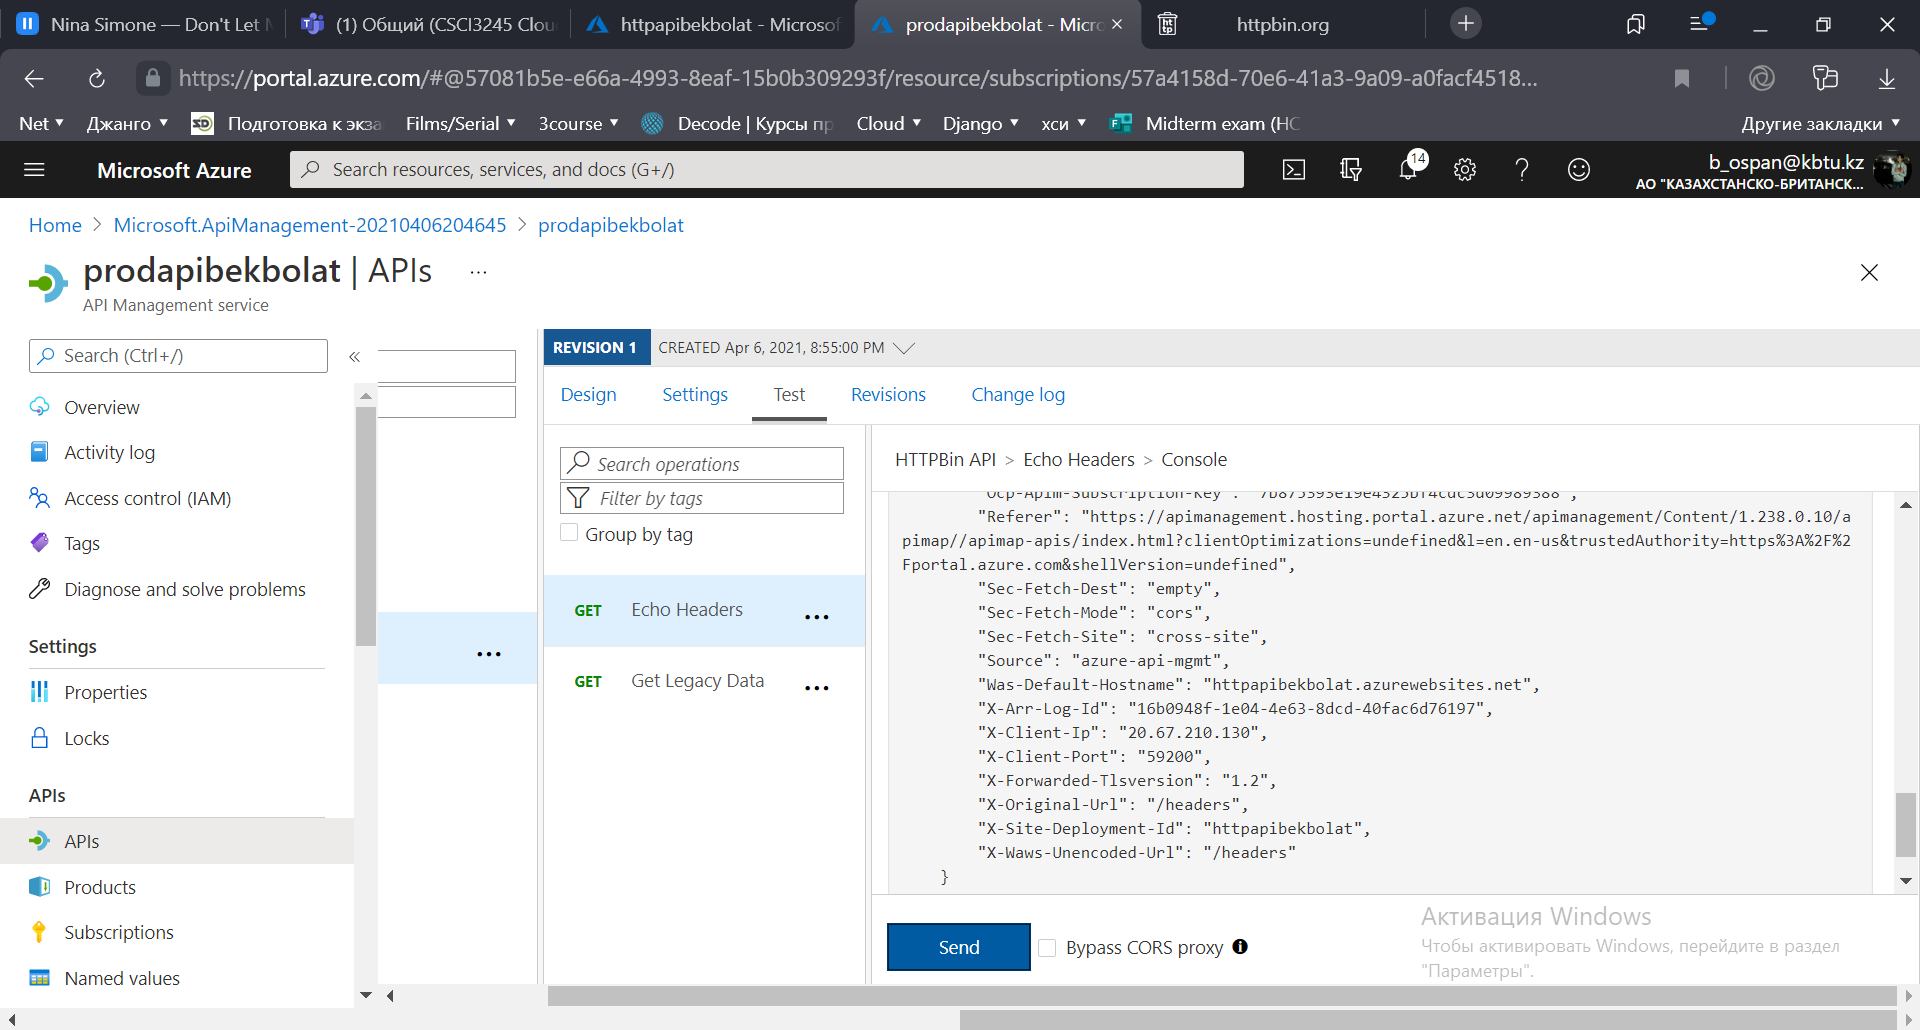 Nina Simone — Don't Let
(1) Общий (CSCI3245 Clou
httpapibekbolat - Microsof
prodapibekbolat - Micro
httpbin.org
https://portal.azure.com/#@57081b5e-e66a-4993-8eaf-15b0b309293f/resource/subscriptions/57a4158d-70e6-41a3-9a09-a0facf4518...
Net
Джанго
Подготовка к экза
Films/Serial
3course
Decode | Курсы пр
Cloud
Django
хси
Midterm exam (НС
Другие закладки
Microsoft Azure
Search resources, services, and docs (G+/)
14
b_ospan@kbtu.kz
АО "КАЗАХСТАНСКО-БРИТАНСК...
Home > Microsoft.ApiManagement-20210406204645 > prodapibekbolat
prodapibekbolat | APIs ...
API Management service
Search (Ctrl+/)
«
Overview
Activity log
Access control (IAM)
Tags
Diagnose and solve problems
Settings
Properties
Locks
APIs
APIs
Products
Subscriptions
Named values
REVISION 1 CREATED Apr 6, 2021, 8:55:00 PM
Design
Settings
Test
Revisions
Change log
Search operations
Filter by tags
Group by tag
GET Echo Headers ...
GET Get Legacy Data ...
HTTPBin API > Echo Headers > Console
"Referer": "https://apimanagement.hosting.portal.azure.net/apimanagement/Content/1.238.0.10/a
pimap//apimap-apis/index.html?clientOptimizations=undefined&l=en.en-us&trustedAuthority=https%3A%2F%2
Fportal.azure.com&shellVersion=undefined",
"Sec-Fetch-Dest": "empty",
"Sec-Fetch-Mode": "cors",
"Sec-Fetch-Site": "cross-site",
"Source": "azure-api-mgmt",
"Was-Default-Hostname": "httpapibekbolat.azurewebsites.net",
"X-Arr-Log-Id": "16b0948f-1e04-4e63-8dcd-40fac6d76197",
"X-Client-Ip": "20.67.210.130",
"X-Client-Port": "59200",
"X-Forwarded-Tlsversion": "1.2",
"X-Original-Url": "/headers",
"X-Site-Deployment-Id": "httpapibekbolat",
"X-Waws-Unencoded-Url": "/headers"
}
Send
Bypass CORS proxy
Активация Windows
Чтобы активировать Windows, перейдите в раздел
"Параметры".